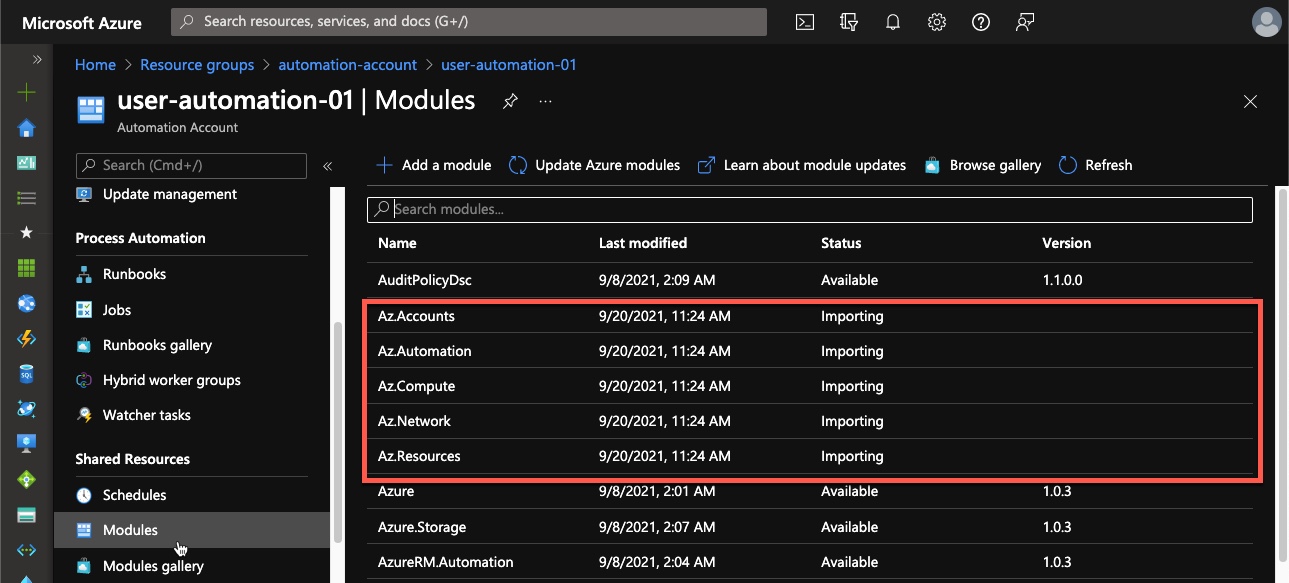 Microsoft Azure
Search resources, services, and docs (G+/)
Home > Resource groups > automation-account > user-automation-01
user-automation-01 | Modules
Automation Account
Search (Cmd+/)
Update management
Process Automation
Runbooks
Jobs
Runbooks gallery
Hybrid worker groups
Watcher tasks
Shared Resources
Schedules
Modules
Modules gallery
Add a module Update Azure modules Learn about module updates Browse gallery Refresh
Search modules...
Name Last modified Status Version
AuditPolicyDsc 9/8/2021, 2:09 AM Available 1.1.0.0
Az.Accounts 9/20/2021, 11:24 AM Importing
Az.Automation 9/20/2021, 11:24 AM Importing
Az.Compute 9/20/2021, 11:24 AM Importing
Az.Network 9/20/2021, 11:24 AM Importing
Az.Resources 9/20/2021, 11:24 AM Importing
Azure 9/8/2021, 2:01 AM Available 1.0.3
Azure.Storage 9/8/2021, 2:07 AM Available 1.0.3
AzureRM.Automation 9/8/2021, 2:04 AM Available 1.0.3